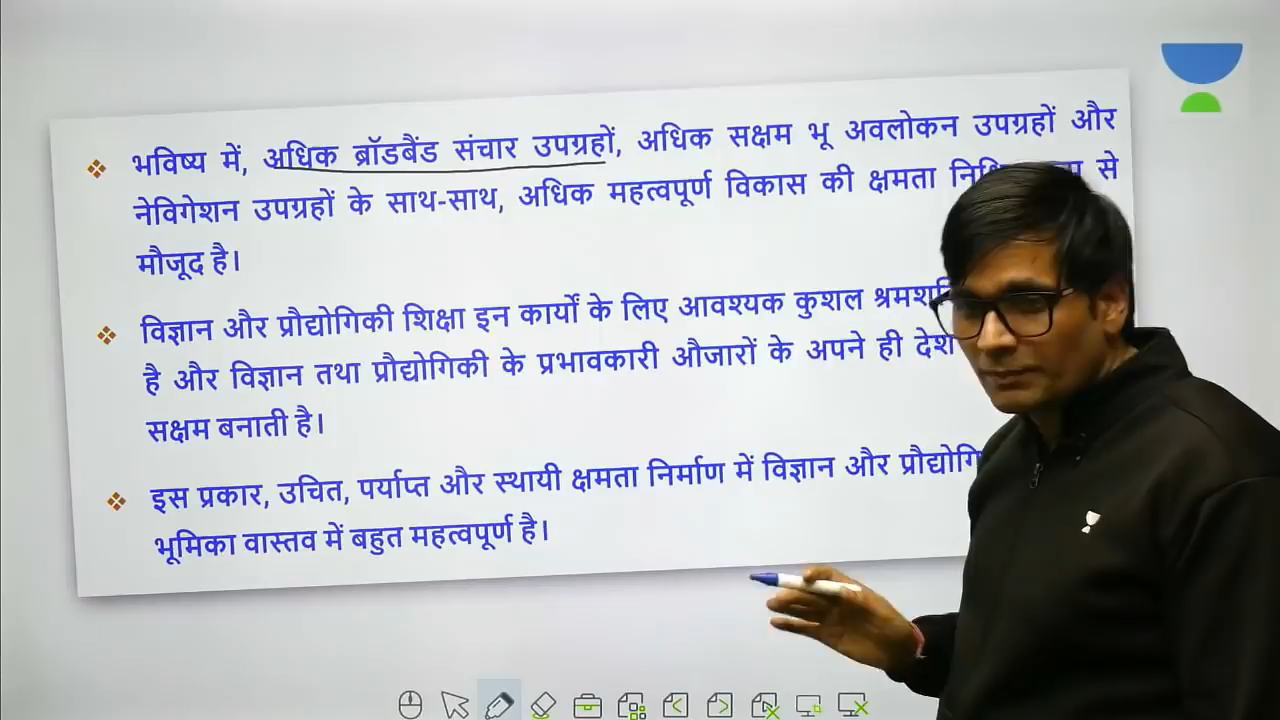 भविष्य में, अधिक ब्रॉडबैंड संचार उपग्रहों, अधिक सक्षम भू अवलोकन उपग्रहों और
नेविगेशन उपग्रहों के साथ-साथ, अधिक महत्वपूर्ण विकास की क्षमता से
मौजूद है।
विज्ञान और प्रौद्योगिकी शिक्षा इन कार्यों के लिए आवश्यक कुशल
है और विज्ञान तथा प्रौद्योगिकी के प्रभावकारी औजारों के अपने ही देश
सक्षम बनाती है।
इस प्रकार, उचित, पर्याप्त और स्थायी क्षमता निर्माण में विज्ञान और
भूमिका वास्तव में बहुत महत्वपूर्ण है।